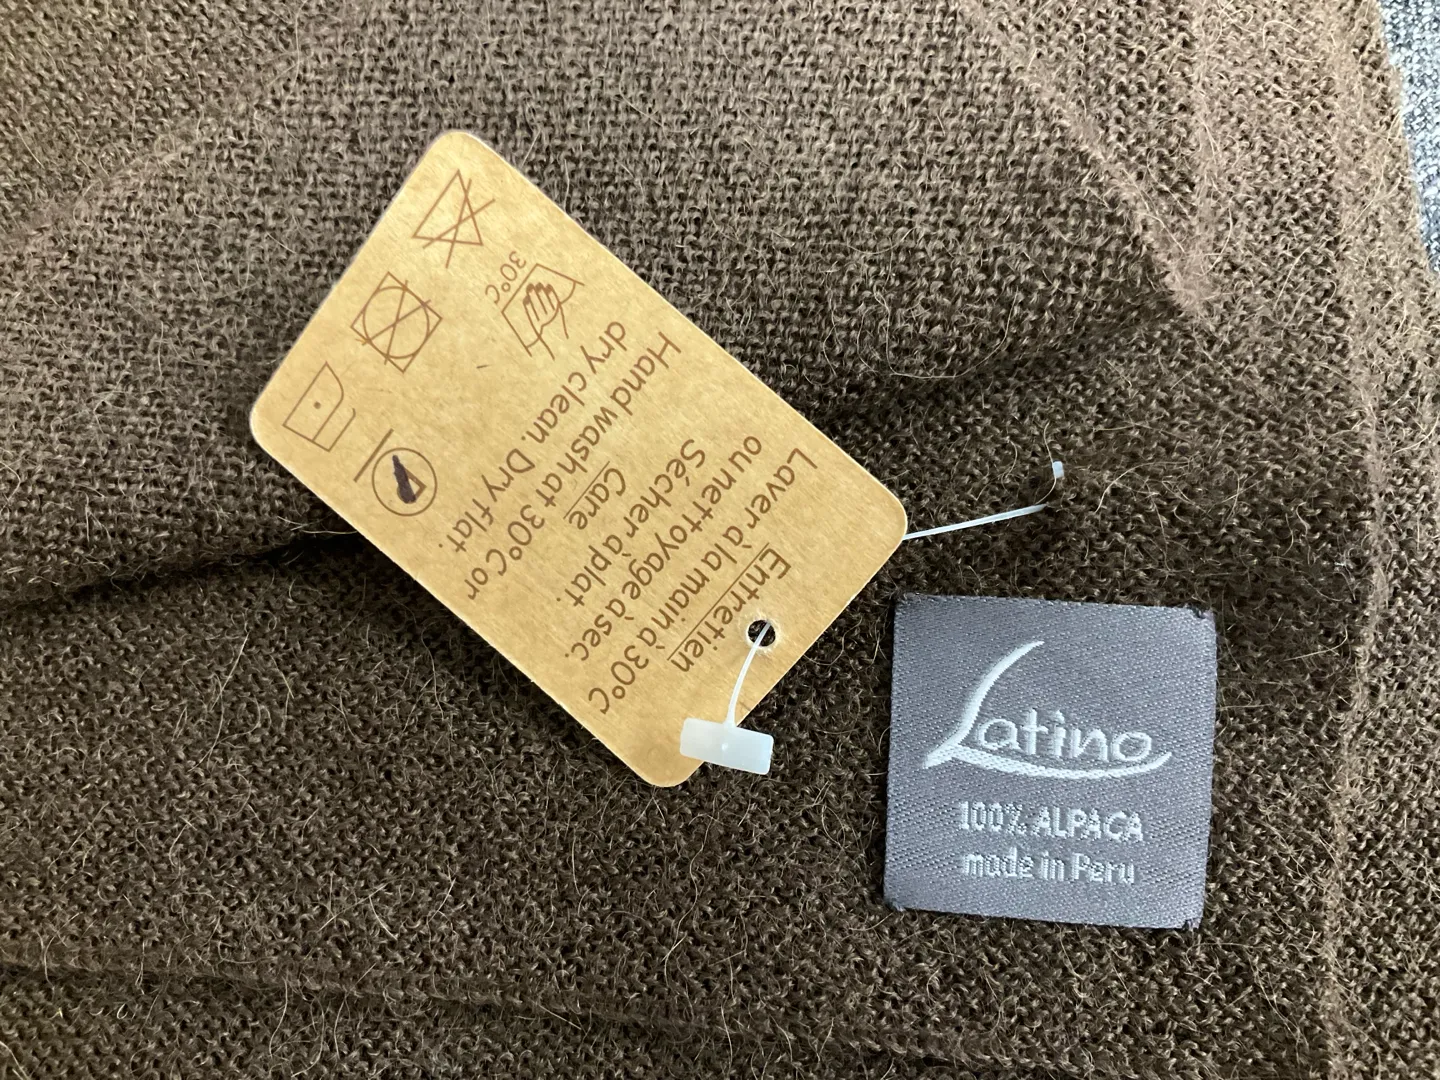 Entretien
Laver à la main à 30°C
ou nettoyage à sec.
Sécher à plat.
Care
Hand wash at 30°C or
dry clean. Dry flat.
30°C
Latino
100% ALPACA
made in Peru